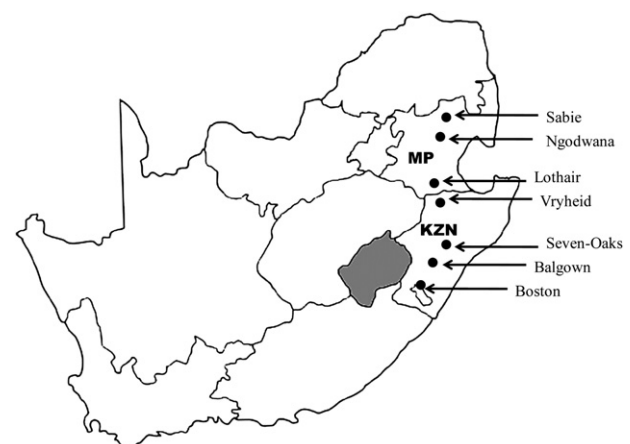 Sabie
Ngodwana
MP
Lothair
Vryheid
KZN
Seven-Oaks
Balgown
Boston